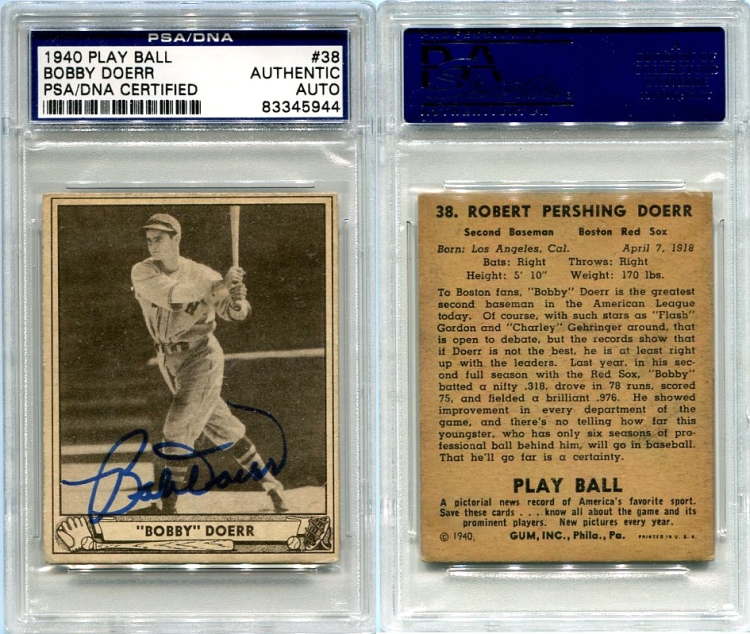 PSA/DNA
1940 PLAY BALL #38
BOBBY DOERR AUTHENTIC
PSA/DNA CERTIFIED AUTO
83345944
Bobby Doerr
"BOBBY" DOERR
PSA
38. ROBERT PERSHING DOERR
Second Baseman Boston Red Sox
Born: Los Angeles, Cal. April 7, 1918
Bats: Right Throws: Right
Height: 5' 10" Weight: 170 lbs.
To Boston fans, "Bobby" Doerr is the greatest
second baseman in the American League
today. Of course, with such stars as "Flash"
Gordon and "Charley" Gehringer around, that
is open to debate, but the records show that
if Doerr is not the best, he is at least right
up with the leaders. Last year, in his sec-
ond full season with the Red Sox, "Bobby"
batted a nifty .318, drove in 78 runs, scored
75, and fielded a brilliant .976. He showed
improvement in every department of the
game, and there's no telling how far this
youngster, who has only six seasons of pro-
fessional ball behind him, will go in baseball.
That he'll go far is a certainty.
PLAY BALL
A pictorial news record of America's favorite sport.
Save these cards . . . know all about the game and its
prominent players. New pictures every year.
© 1940, GUM, INC., Phila., Pa. PRINTED IN U. S. A.